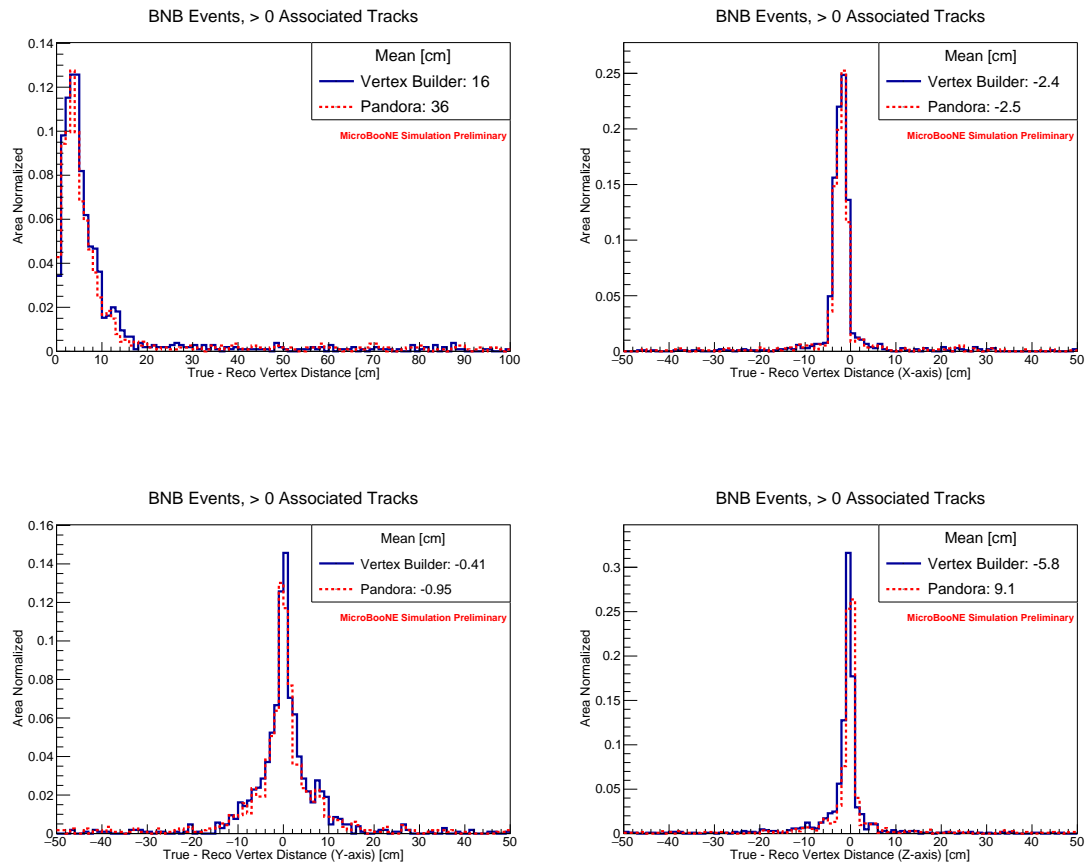 BNB Events, > 0 Associated Tracks
Mean [cm]
Vertex Builder: 16
Pandora: 36
MicroBooNE Simulation Preliminary
Area Normalized
0.14
0.12
0.1
0.08
0.06
0.04
0.02
0
0 10 20 30 40 50 60 70 80 90 100
True - Reco Vertex Distance [cm]
BNB Events, > 0 Associated Tracks
Mean [cm]
Vertex Builder: -2.4
Pandora: -2.5
MicroBooNE Simulation Preliminary
Area Normalized
0.25
0.2
0.15
0.1
0.05
0
−50 −40 −30 −20 −10 0 10 20 30 40 50
True - Reco Vertex Distance (X-axis) [cm]
BNB Events, > 0 Associated Tracks
Mean [cm]
Vertex Builder: -0.41
Pandora: -0.95
MicroBooNE Simulation Preliminary
Area Normalized
0.16
0.14
0.12
0.1
0.08
0.06
0.04
0.02
0
−50 −40 −30 −20 −10 0 10 20 30 40 50
True - Reco Vertex Distance (Y-axis) [cm]
BNB Events, > 0 Associated Tracks
Mean [cm]
Vertex Builder: -5.8
Pandora: 9.1
MicroBooNE Simulation Preliminary
Area Normalized
0.3
0.25
0.2
0.15
0.1
0.05
0
−50 −40 −30 −20 −10 0 10 20 30 40 50
True - Reco Vertex Distance (Z-axis) [cm]